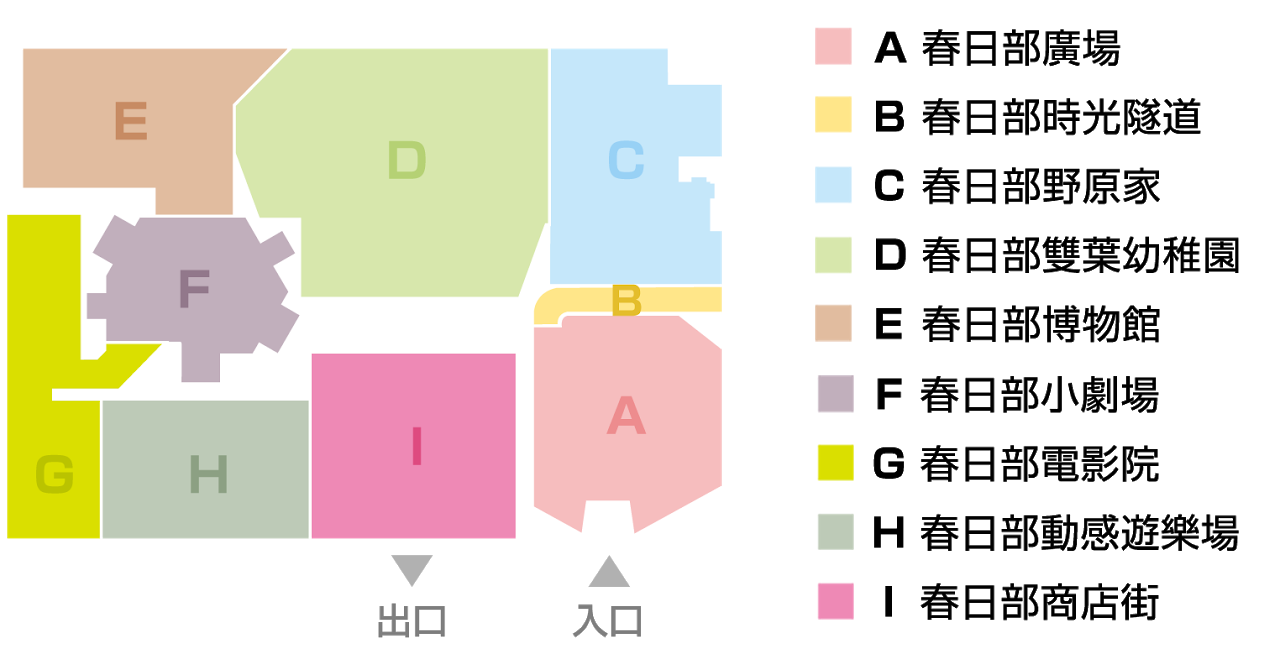 E
D
C
F
B
A
I
G
H
出口
入口
A 春日部廣場
B 春日部時光隧道
C 春日部野原家
D 春日部雙葉幼稚園
E 春日部博物館
F 春日部小劇場
G 春日部電影院
H 春日部動感遊樂場
I 春日部商店街